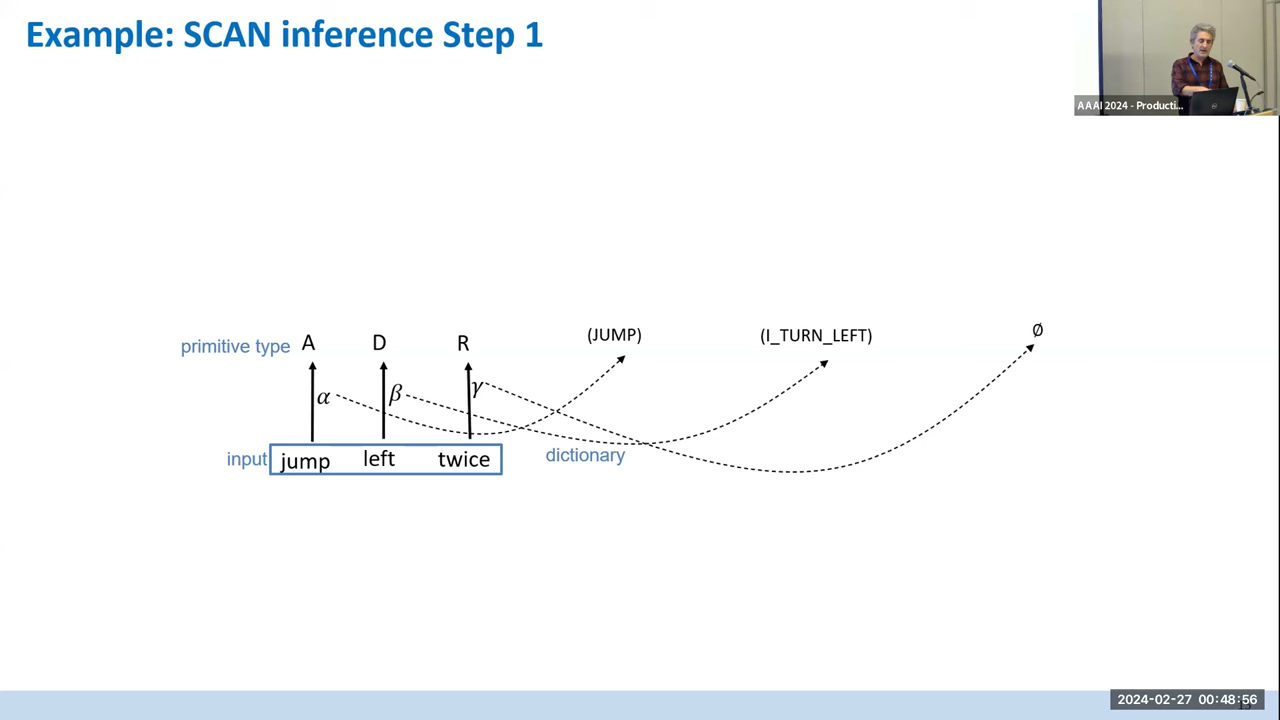 Example: SCAN inference Step 1
AAAI 2024 - Producti...
primitive type A D R (JUMP) (I_TURN_LEFT) Ø
α β γ
input jump left twice dictionary
2024-02-27 00:48:56